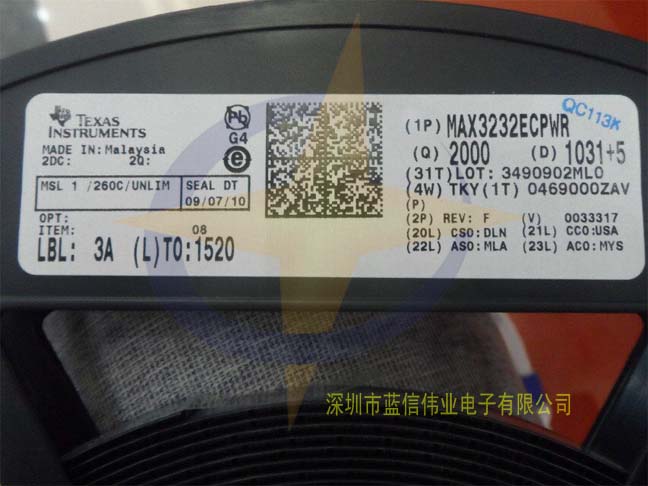 TEXAS INSTRUMENTS
MADE IN: Malaysia
2DC: 2Q:
MSL 1 /260C/UNLIM
SEAL DT
09/07/10
OPT:
ITEM: 08
LBL: 3A (L)TO:1520
Pb
G4
e
(1P) MAX3232ECPWR
QC113K
(Q) 2000 (D) 1031+5
(31T)LOT: 3490902ML0
(4W) TKY(1T) 0469000ZAV
(P)
(2P) REV: F (V) 0033317
(20L) CSO:DLN (21L) CCO:USA
(22L) ASO:MLA (23L) ACO:MYS
深圳市蓝信伟业电子有限公司